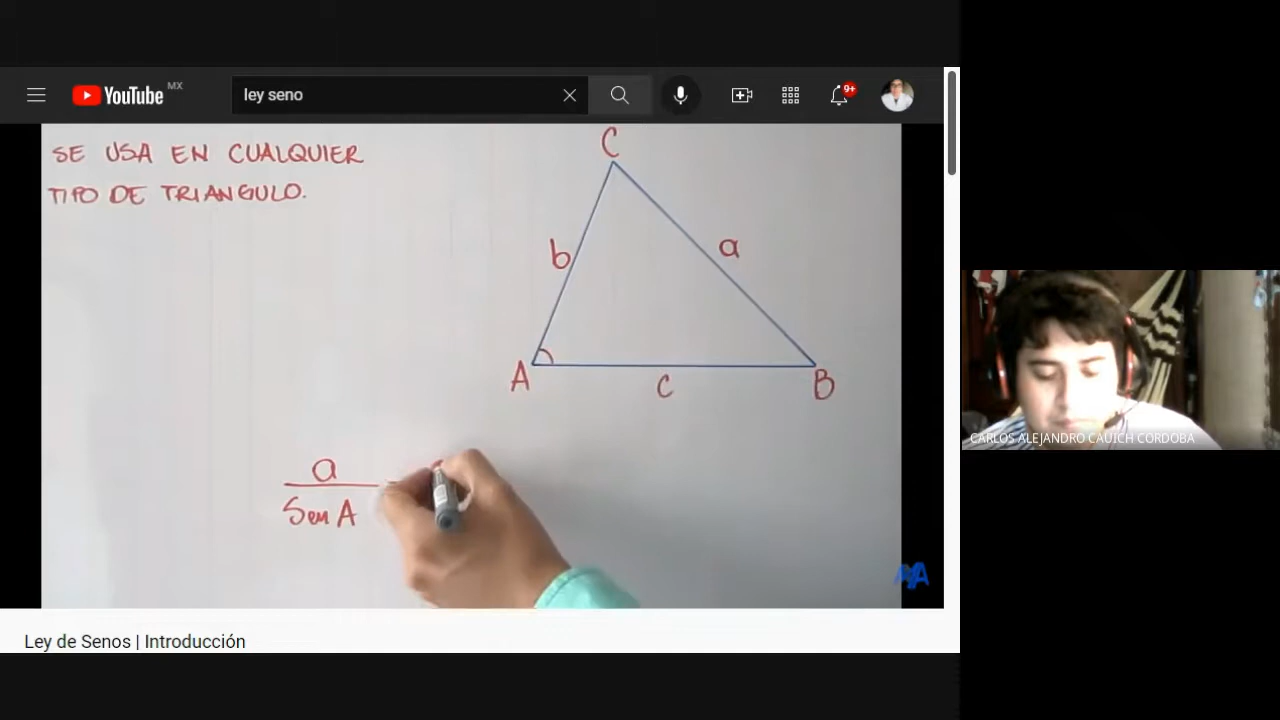 YouTube MX
ley seno
9+
SE USA EN CUALQUIER
TIPO DE TRIANGULO.
C
b
a
A
c
B
a
Sen A
MA
Ley de Senos | Introducción
CARLOS ALEJANDRO CAUICH CORDOBA